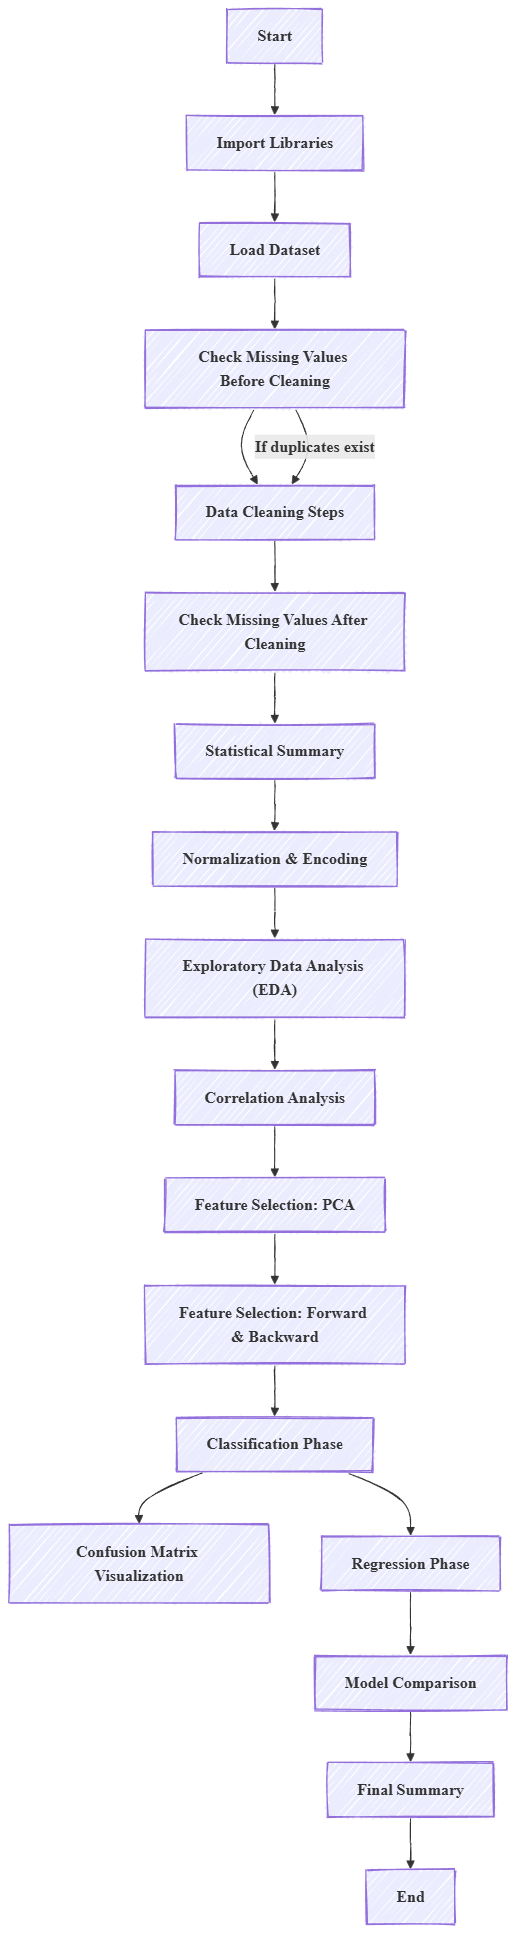 Start
Import Libraries
Load Dataset
Check Missing Values
Before Cleaning
If duplicates exist
Data Cleaning Steps
Check Missing Values After
Cleaning
Statistical Summary
Normalization & Encoding
Exploratory Data Analysis
(EDA)
Correlation Analysis
Feature Selection: PCA
Feature Selection: Forward
& Backward
Classification Phase
Confusion Matrix
Visualization
Regression Phase
Model Comparison
Final Summary
End